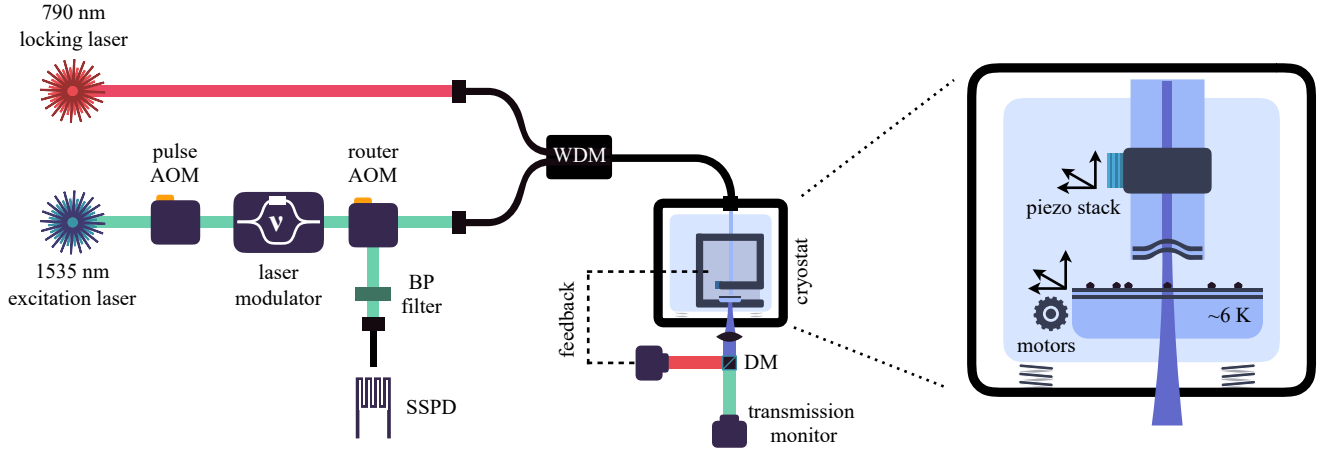 790 nm
locking laser
pulse
AOM
router
AOM
WDM
ν
1535 nm
excitation laser
laser
modulator
BP
filter
SSPD
cryostat
feedback
DM
transmission
monitor
piezo stack
~6 K
motors